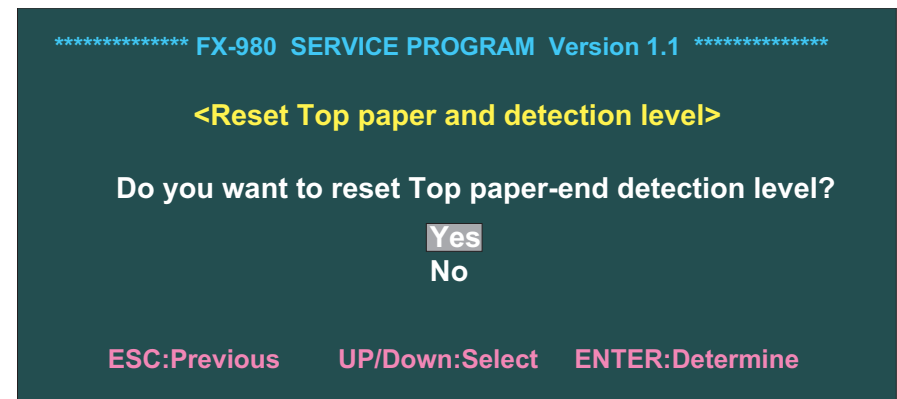 ************** FX-980 SERVICE PROGRAM Version 1.1 **************
<Reset Top paper and detection level>
Do you want to reset Top paper-end detection level?
Yes
No
ESC:Previous UP/Down:Select ENTER:Determine